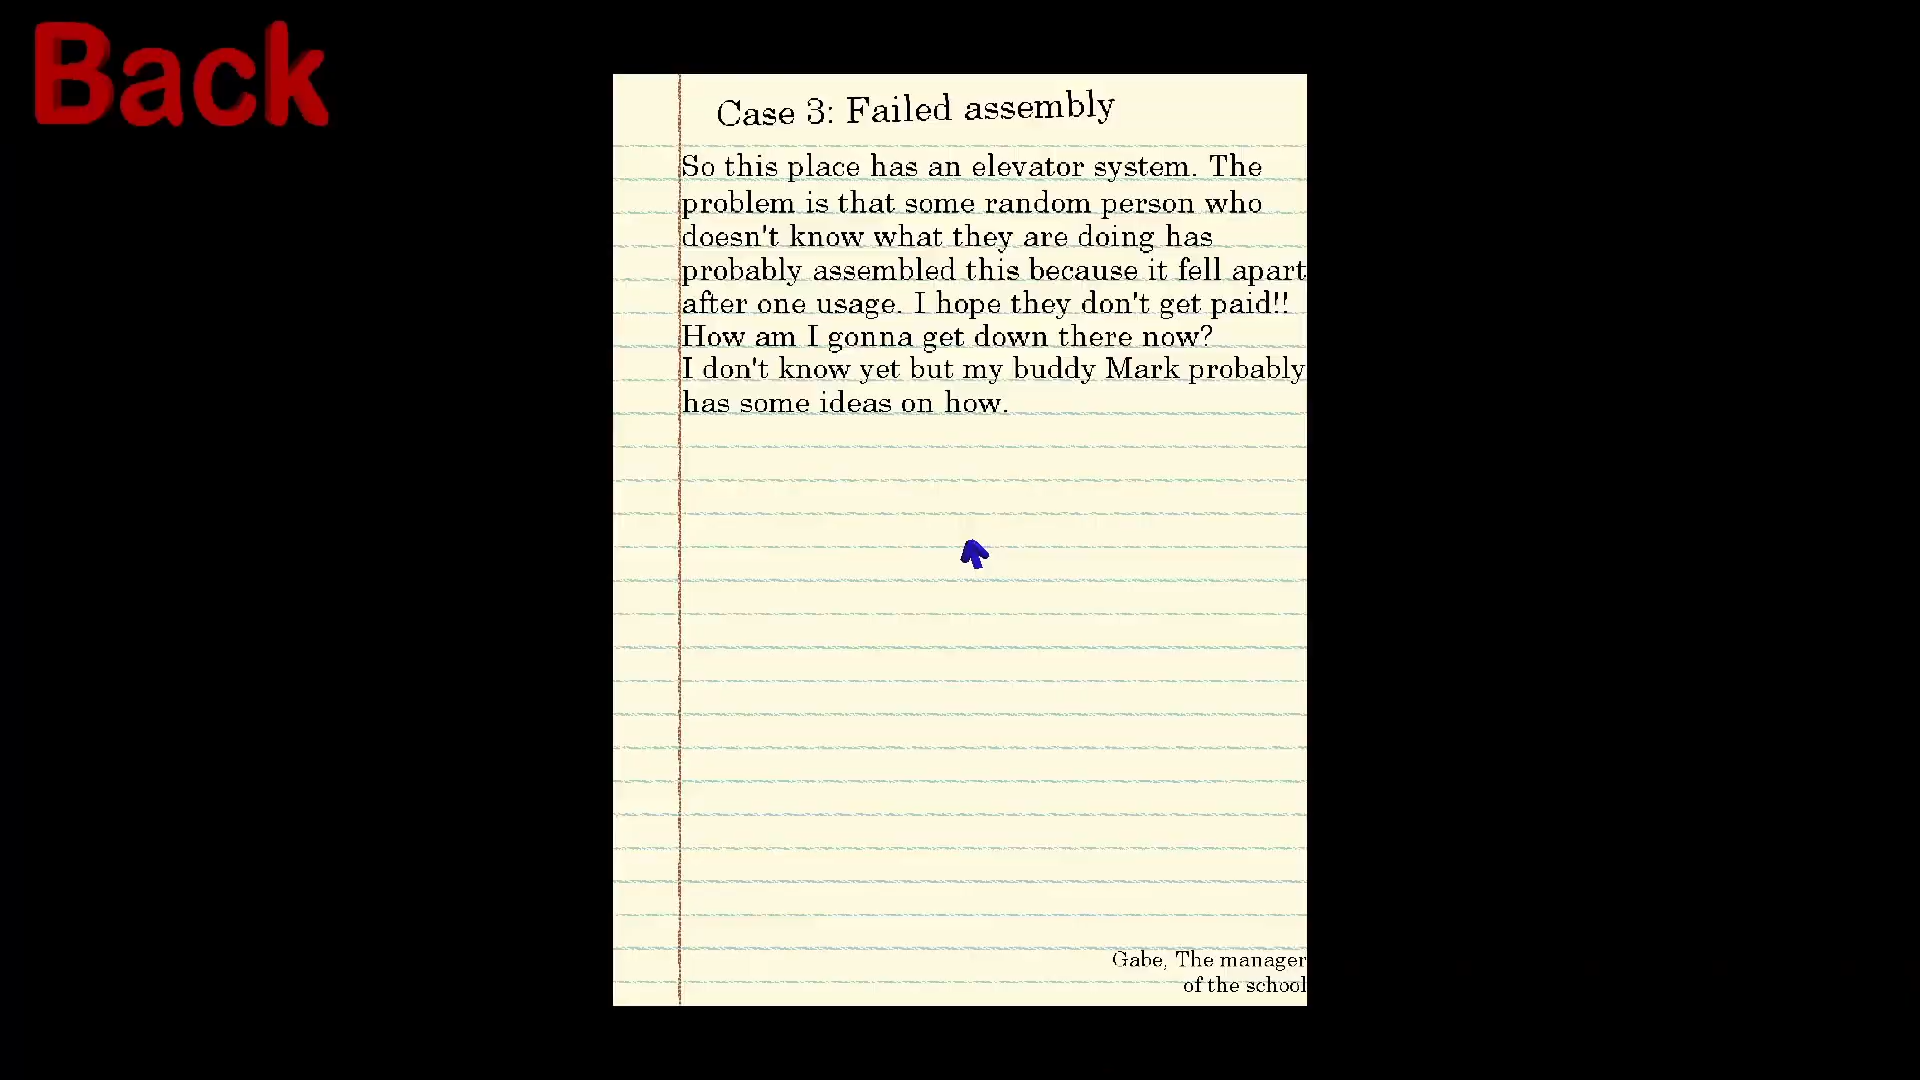 Back
Case 3: Failed assembly
So this place has an elevator system. The
problem is that some random person who
doesn't know what they are doing has
probably assembled this because it fell apart
after one usage. I hope they don't get paid!!
How am I gonna get down there now?
I don't know yet but my buddy Mark probably
has some ideas on how.
Gabe, The manager
of the school